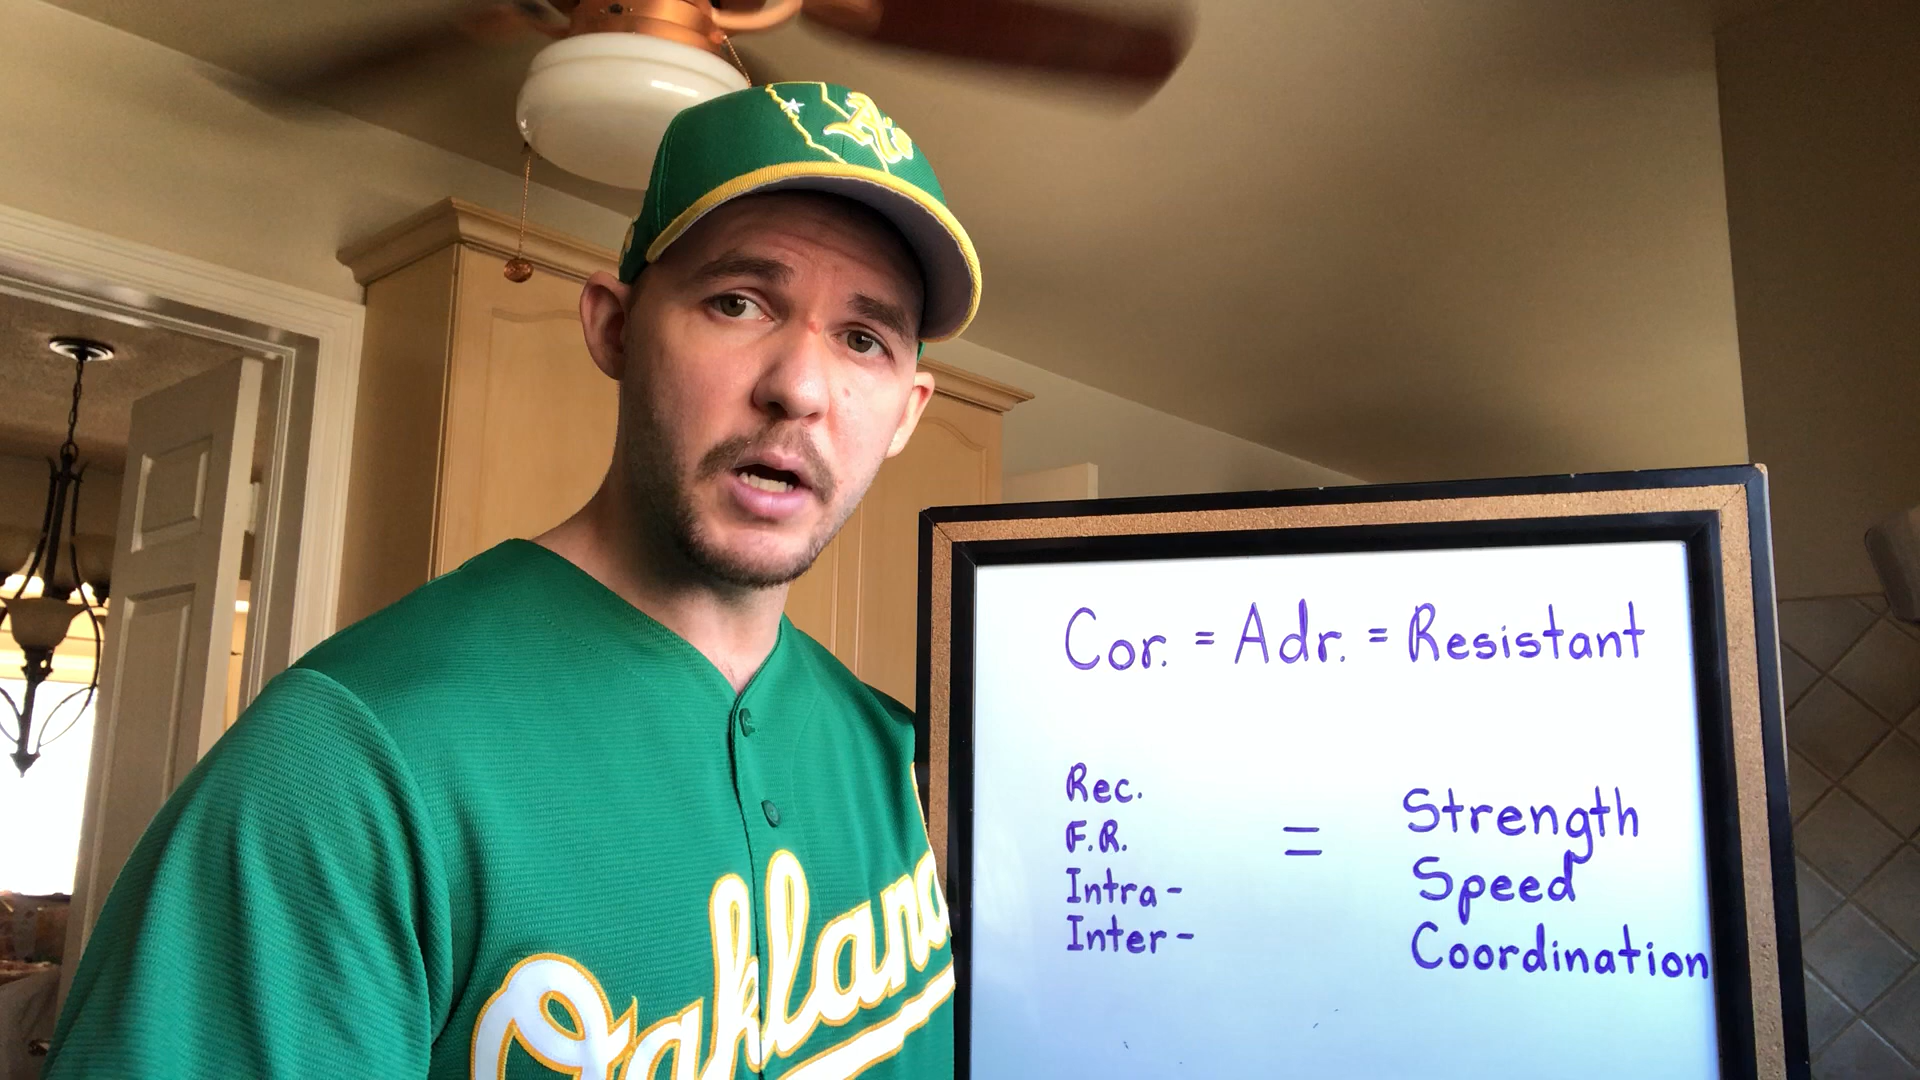 A's
Oakland
Cor. = Adr. = Resistant
Rec.
F.R.
Intra -
Inter -
=
Strength
Speed
Coordination